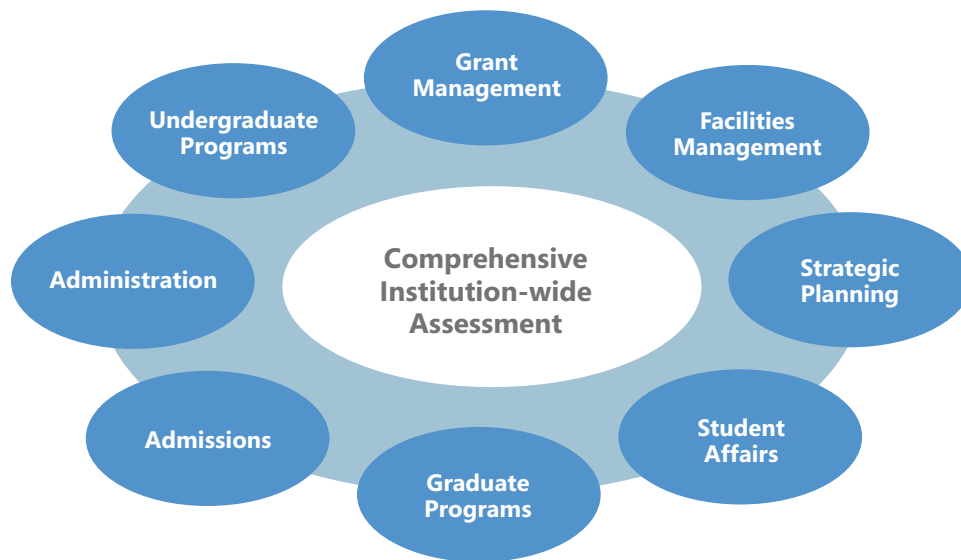 Grant
Management
Undergraduate
Programs
Facilities
Management
Administration
Comprehensive
Institution-wide
Assessment
Strategic
Planning
Admissions
Student
Affairs
Graduate
Programs